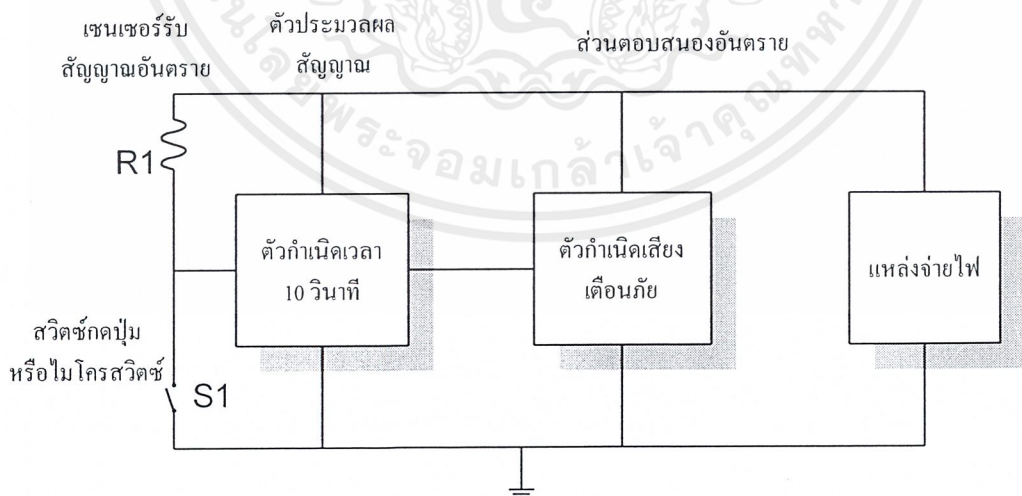 เซนเซอร์รับ
สัญญาณอันตราย
ตัวประมวลผล
สัญญาณ
ส่วนตอบสนองอันตราย
R1
ตัวกำเนิดเวลา
10 วินาที
ตัวกำเนิดเสียง
เตือนภัย
แหล่งจ่ายไฟ
สวิตซ์กดปุ่ม
หรือไมโครสวิตซ์
S1